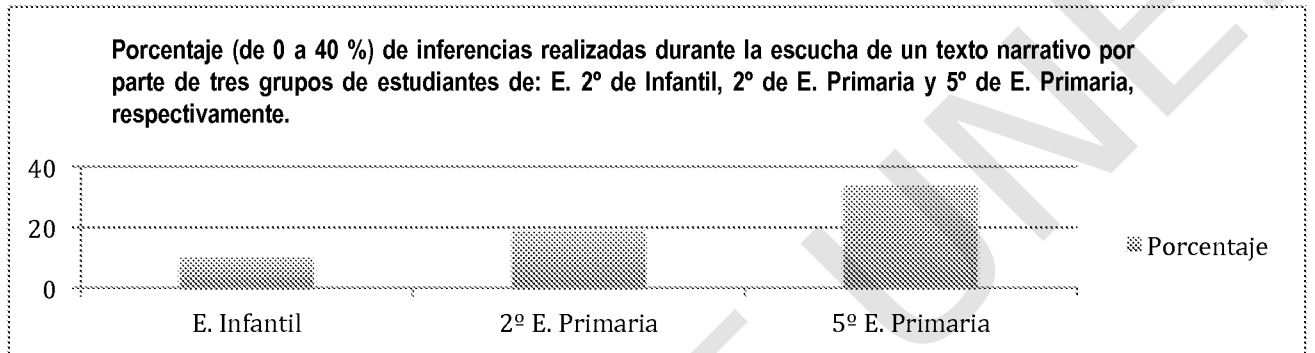 Porcentaje (de 0 a 40 %) de inferencias realizadas durante la escucha de un texto narrativo por
parte de tres grupos de estudiantes de: E. 2º de Infantil, 2º de E. Primaria y 5º de E. Primaria,
respectivamente.
40
20
0
Porcentaje
E. Infantil
2º E. Primaria
5º E. Primaria